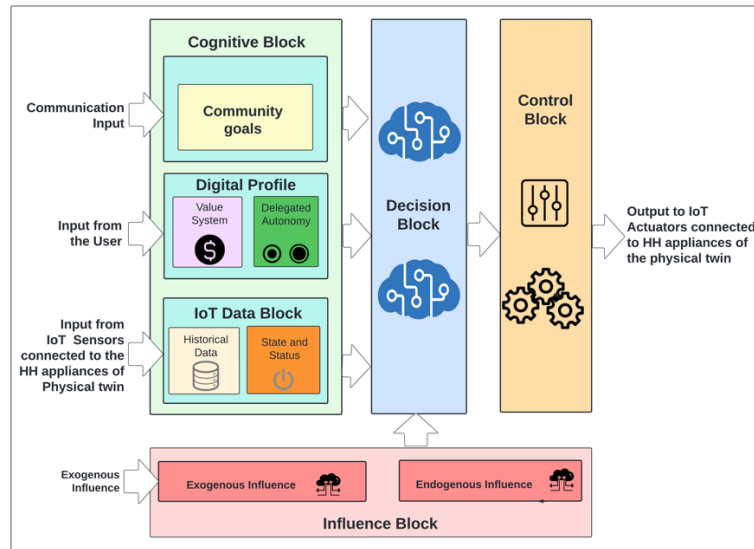 Cognitive Block
Communication
Input
Community
goals
Digital Profile
Input from
the User
Value
System
Delegated
Autonomy
IoT Data Block
Input from
IoT Sensors
connected to the
HH appliances of
Physical twin
Historical
Data
State and
Status
Decision
Block
Control
Block
Output to IoT
Actuators connected
to HH appliances of
the physical twin
Exogenous
Influence
Exogenous Influence
Endogenous Influence
Influence Block